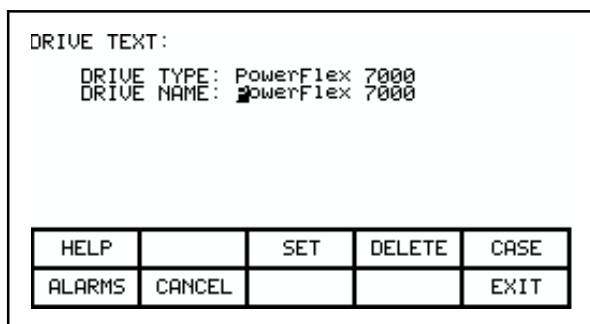 DRIVE TEXT:
DRIVE TYPE: PowerFlex 7000
DRIVE NAME: PowerFlex 7000
HELP SET DELETE CASE
ALARMS CANCEL EXIT